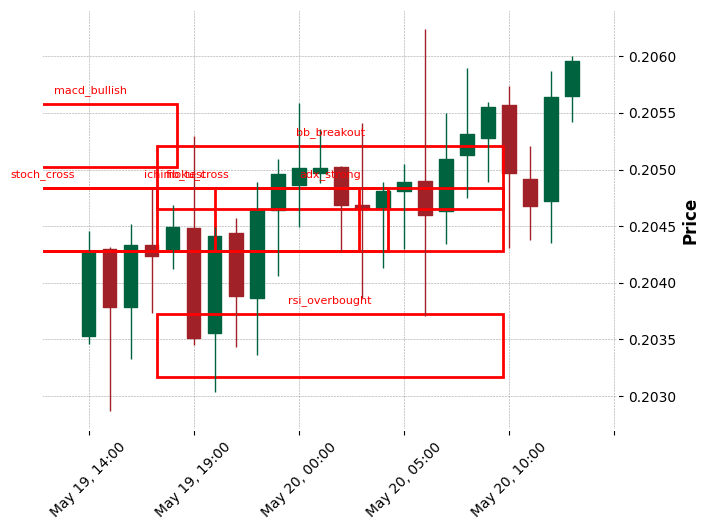 macd_bullish
bb_breakout
stoch_cross
adx_strong
rsi_overbought
0.2060
0.2055
0.2050
0.2045
0.2040
0.2035
0.2030
Price
May 19, 14:00
May 19, 19:00
May 20, 00:00
May 20, 05:00
May 20, 10:00